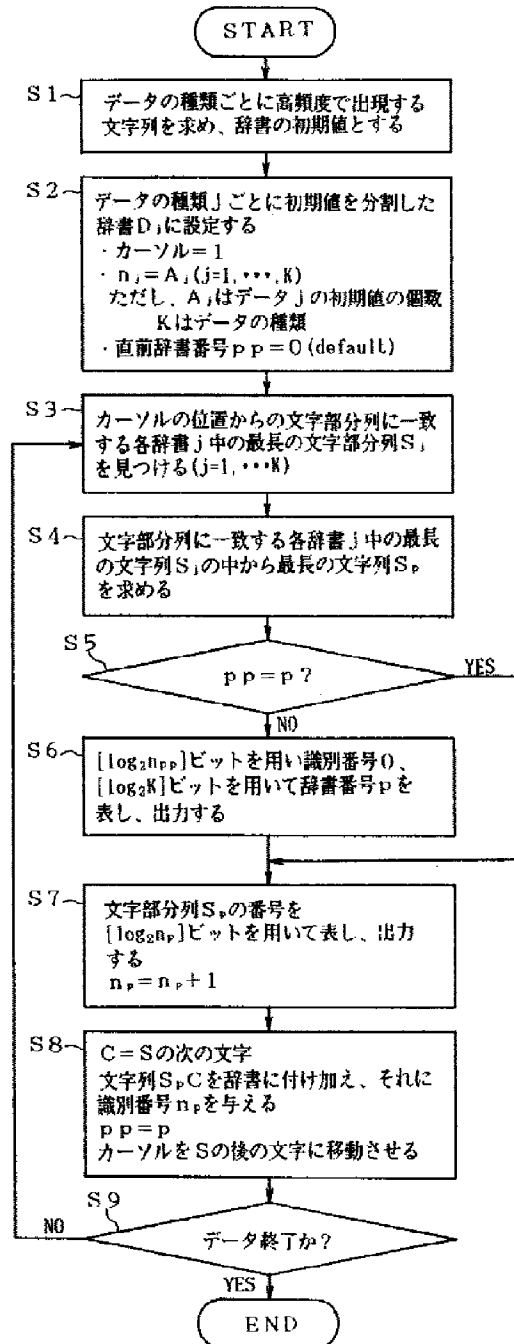 START
S1
データの種類ごとに高頻度で出現する
文字列を求め、辞書の初期値とする
S2
データの種類jごとに初期値を分割した
辞書Djに設定する
・カーソル=1
・nj=Aj(j=1,・・・,K)
ただし、Ajはデータjの初期値の個数
Kはデータの種類
・直前辞書番号pp=0(default)
S3
カーソルの位置からの文字部分列に一致
する各辞書j中の最長の文字部分列Sj
を見つける(j=1,・・・K)
S4
文字部分列に一致する各辞書j中の最長
の文字列Sjの中から最長の文字列Sp
を求める
S5
pp=p?
YES
NO
S6
[log2npp]ビットを用い識別番号0、
[log2K]ビットを用いて辞書番号pを
表し、出力する
S7
文字部分列Spの番号を
[log2np]ビットを用いて表し、出力
する
np=np+1
S8
C=Sの次の文字
文字列SpCを辞書に付け加え、それに
識別番号npを与える
pp=p
カーソルをSの後の文字に移動させる
S9
NO
データ終了か?
YES
END